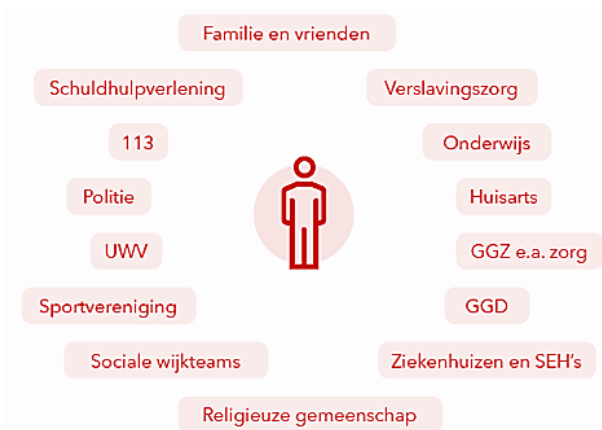 Familie en vrienden
Schuldhulpverlening
Verslavingszorg
113
Onderwijs
Politie
Huisarts
UWV
GGZ e.a. zorg
Sportvereniging
GGD
Sociale wijkteams
Ziekenhuizen en SEH's
Religieuze gemeenschap